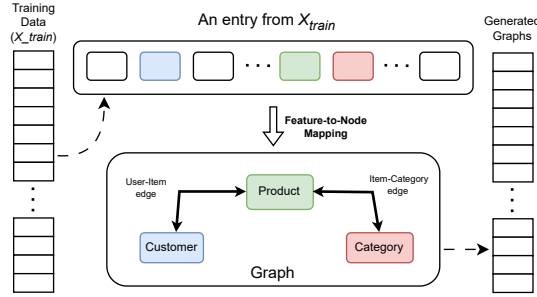 Training
Data
(X_train)
An entry from X_train
Generated
Graphs
Feature-to-Node
Mapping
User-Item
edge
Product
Item-Category
edge
Customer
Category
Graph